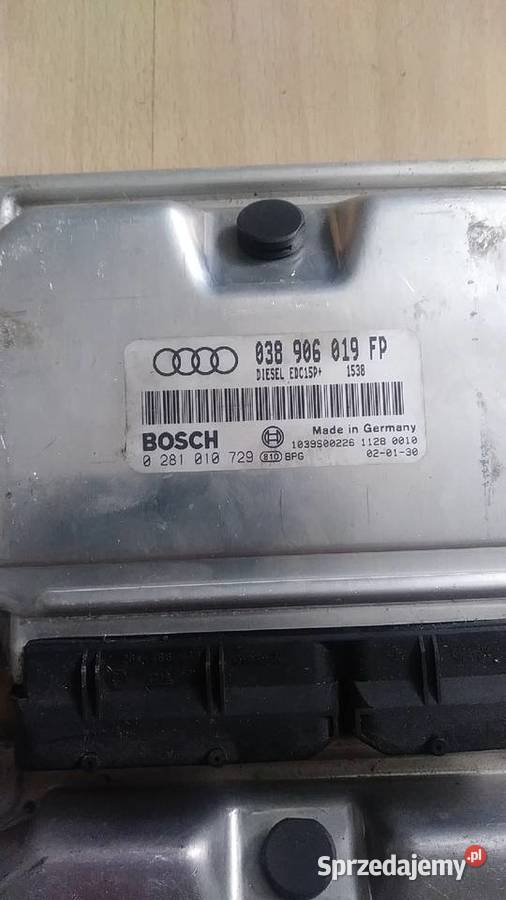 038 906 019 FP
DIESEL EDC15P+ 1538
BOSCH Made in Germany
1039S00226 1128 0010
0 281 010 729 810 BPG 02-01-30
Sprzedajemy.pl